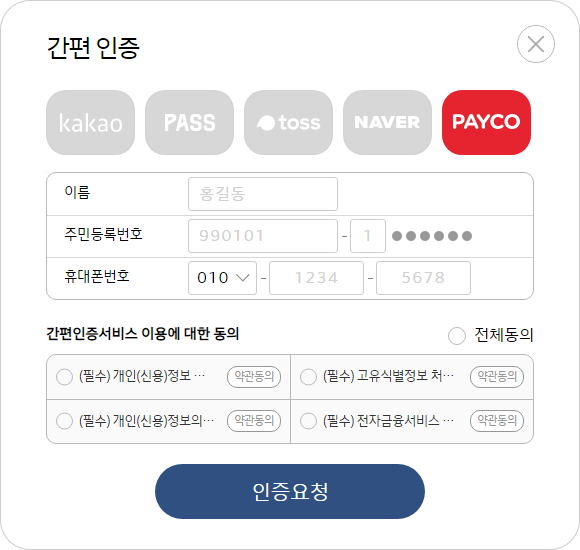 간편 인증
kakao PASS toss NAVER PAYCO
이름 홍길동
주민등록번호 990101 - 1 ●●●●●●
휴대폰번호 010 - 1234 - 5678
간편인증서비스 이용에 대한 동의 전체동의
(필수) 개인(신용)정보 ··· 약관동의 (필수) 고유식별정보 처··· 약관동의
(필수) 개인(신용)정보의··· 약관동의 (필수) 전자금융서비스 ··· 약관동의
인증요청